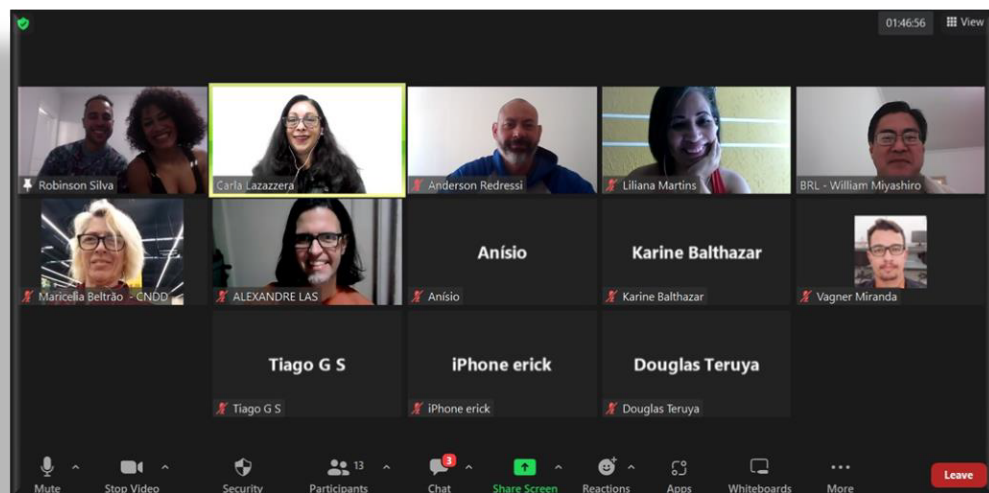 01:46:56
View
Robinson Silva
Carla Lazazzera
Anderson Redressi
Liliana Martins
BRL - William Miyashiro
Maricelia Beltrão - CNDD
ALEXANDRE LAS
Anísio
Anísio
Karine Balthazar
Karine Balthazar
Vagner Miranda
Tiago G S
Tiago G S
iPhone erick
iPhone erick
Douglas Teruya
Douglas Teruya
13
3
Mute
Stop Video
Security
Participants
Chat
Share Screen
Reactions
Apps
Whiteboards
More
Leave